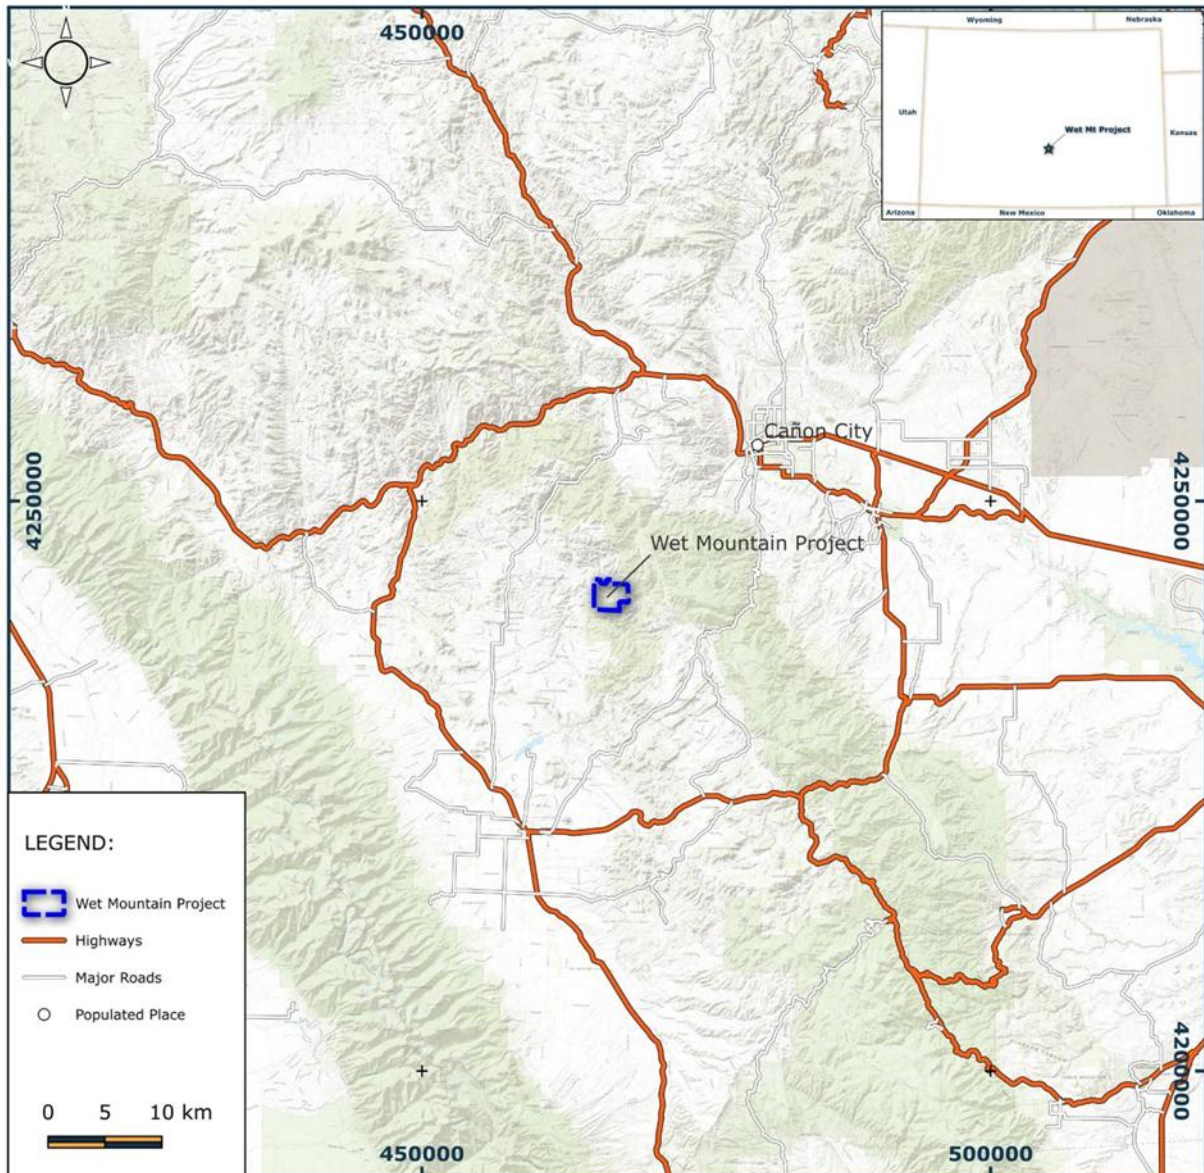 450000
Wyoming
Nebraska
Utah
Wet Mt Project
Kansas
Arizona
New Mexico
Oklahoma
Cañon City
4250000
4250000
Wet Mountain Project
LEGEND:
Wet Mountain Project
Highways
Major Roads
Populated Place
0 5 10 km
4200000
450000
500000